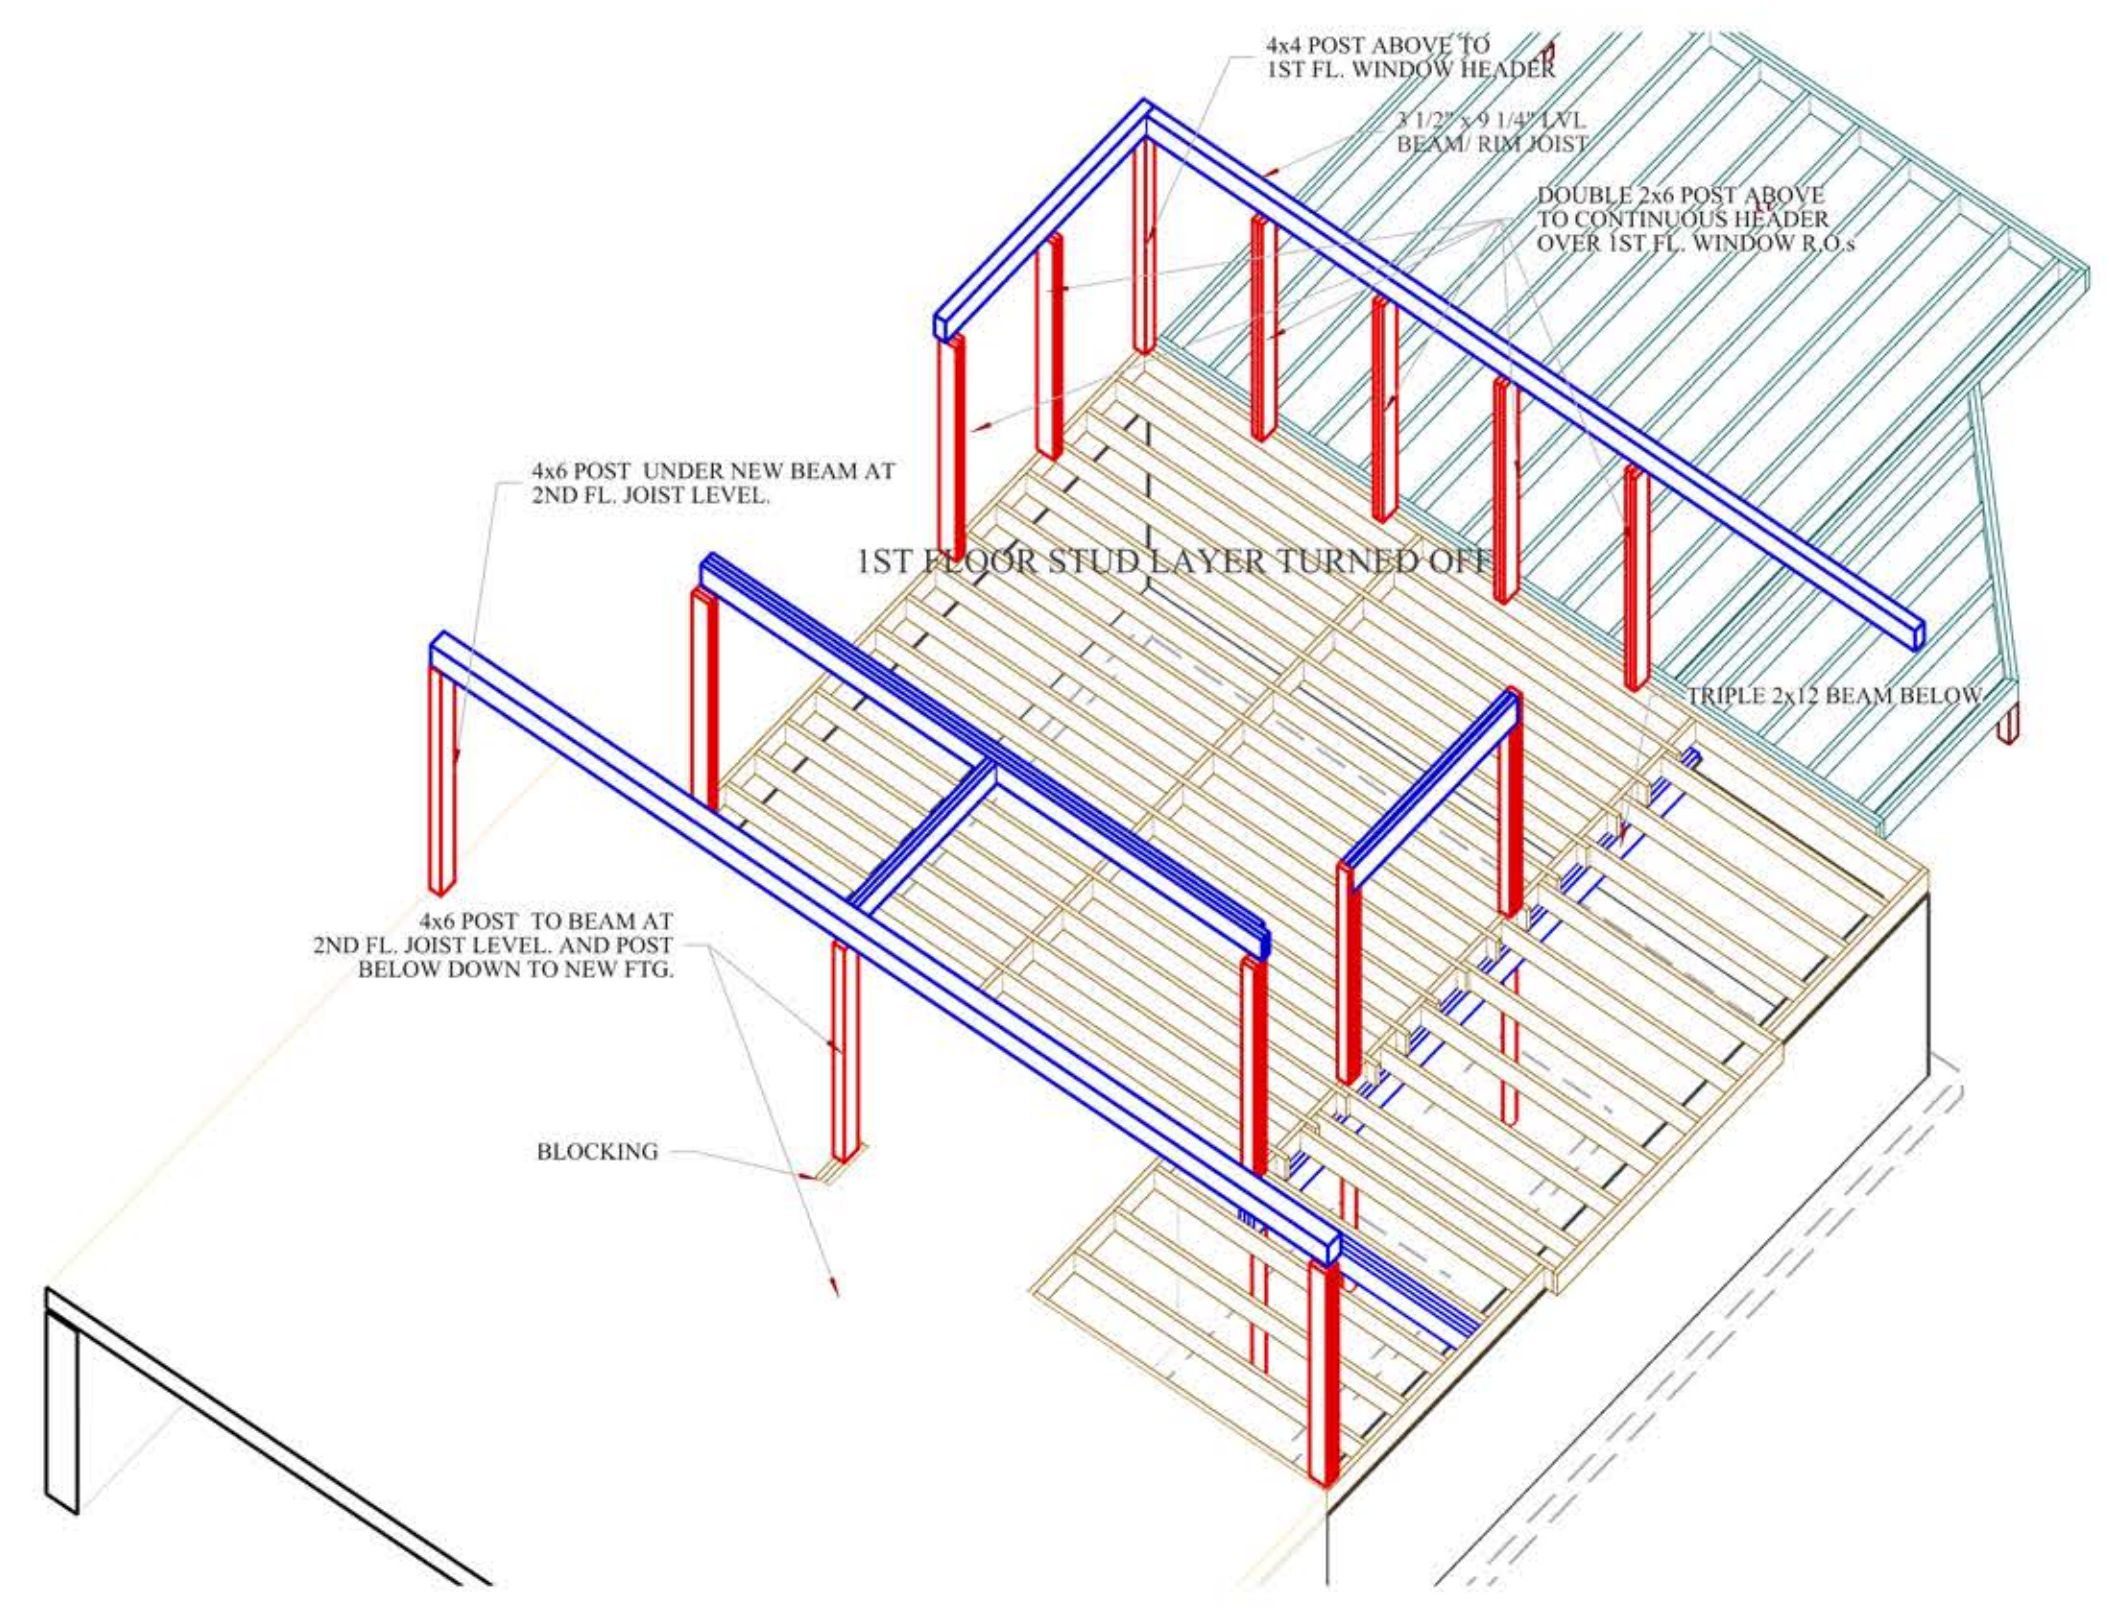 4x4 POST ABOVE TO
1ST FL. WINDOW HEADER
3 1/2" x 9 1/4" LVL
BEAM/ RIM JOIST
DOUBLE 2x6 POST ABOVE
TO CONTINUOUS HEADER
OVER 1ST FL. WINDOW R.O.s
4x6 POST UNDER NEW BEAM AT
2ND FL. JOIST LEVEL.
1ST FLOOR STUD LAYER TURNED OFF
TRIPLE 2x12 BEAM BELOW
4x6 POST TO BEAM AT
2ND FL. JOIST LEVEL. AND POST
BELOW DOWN TO NEW FTG.
BLOCKING